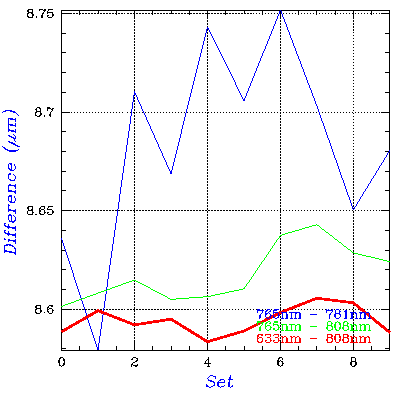 8.75
8.7
8.65
8.6
Difference (μm)
765nm - 781nm
765nm - 808nm
633nm - 808nm
0 2 4 6 8
Set